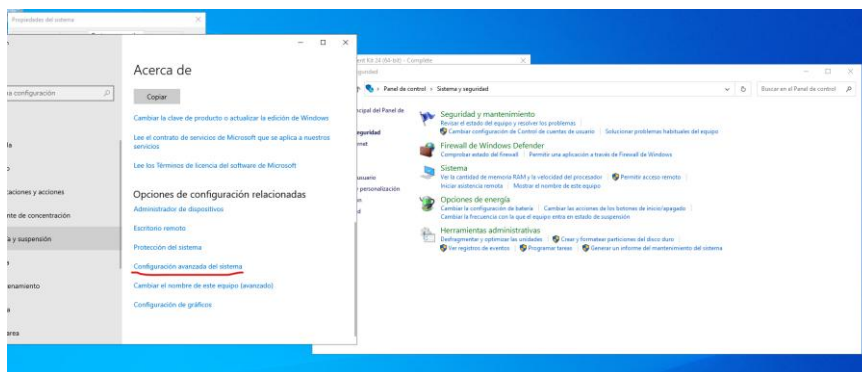 Propiedades del sistema
Acerca de
Copiar
Cambiar la clave de producto o actualizar la edición de Windows
Lee el contrato de servicios de Microsoft que se aplica a nuestros
servicios
Lee los Términos de licencia del software de Microsoft
Opciones de configuración relacionadas
Administrador de dispositivos
Escritorio remoto
Protección del sistema
Configuración avanzada del sistema
Cambiar el nombre de este equipo (avanzado)
Configuración de gráficos
configuración
caciones y acciones
nte de concentración
a y suspensión
enamiento
area
Kit 24 (64-bit) - Complete
Panel de control › Sistema y seguridad
Buscar en el Panel de control
ncipal del Panel de
eguridad
rnet
usuario
personalización
Seguridad y mantenimiento
Revisar el estado del equipo y resolver los problemas
Cambiar configuración de Control de cuentas de usuario
Solucionar problemas habituales del equipo
Firewall de Windows Defender
Comprobar estado del firewall
Permitir una aplicación a través de Firewall de Windows
Sistema
Ver la cantidad de memoria RAM y la velocidad del procesador
Permitir acceso remoto
Iniciar asistencia remota
Mostrar el nombre de este equipo
Opciones de energía
Cambiar la configuración de batería
Cambiar las acciones de los botones de inicio/apagado
Cambiar la frecuencia con la que el equipo entra en estado de suspensión
Herramientas administrativas
Desfragmentar y optimizar las unidades
Crear y formatear particiones del disco duro
Ver registros de eventos
Programar tareas
Generar un informe del mantenimiento del sistema